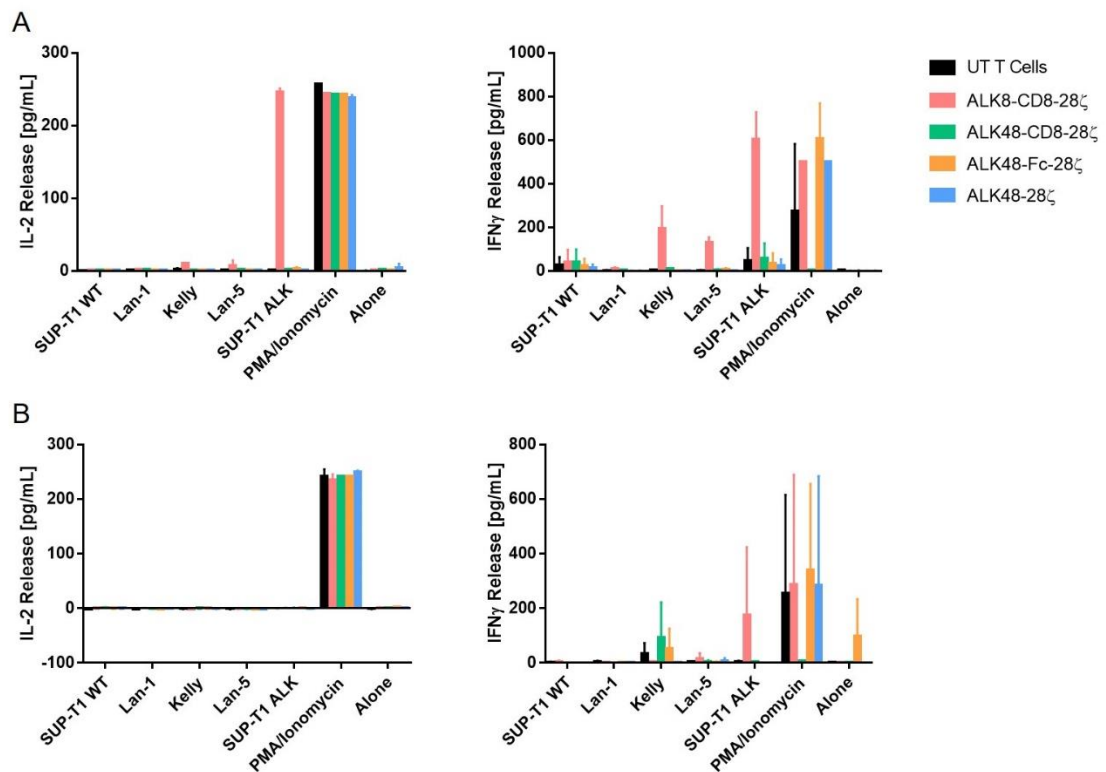 A
IL-2 Release [pg/mL]
300
200
100
0
SUP-T1 WT
Lan-1
Kelly
Lan-5
SUP-T1 ALK
PMA/Ionomycin
Alone
IFNγ Release [pg/mL]
1000
800
600
400
200
0
SUP-T1 WT
Lan-1
Kelly
Lan-5
SUP-T1 ALK
PMA/Ionomycin
Alone
UT T Cells
ALK8-CD8-28ζ
ALK48-CD8-28ζ
ALK48-Fc-28ζ
ALK48-28ζ
B
IL-2 Release [pg/mL]
300
200
100
0
-100
SUP-T1 WT
Lan-1
Kelly
Lan-5
SUP-T1 ALK
PMA/Ionomycin
Alone
IFNγ Release [pg/mL]
800
600
400
200
0
SUP-T1 WT
Lan-1
Kelly
Lan-5
SUP-T1 ALK
PMA/Ionomycin
Alone